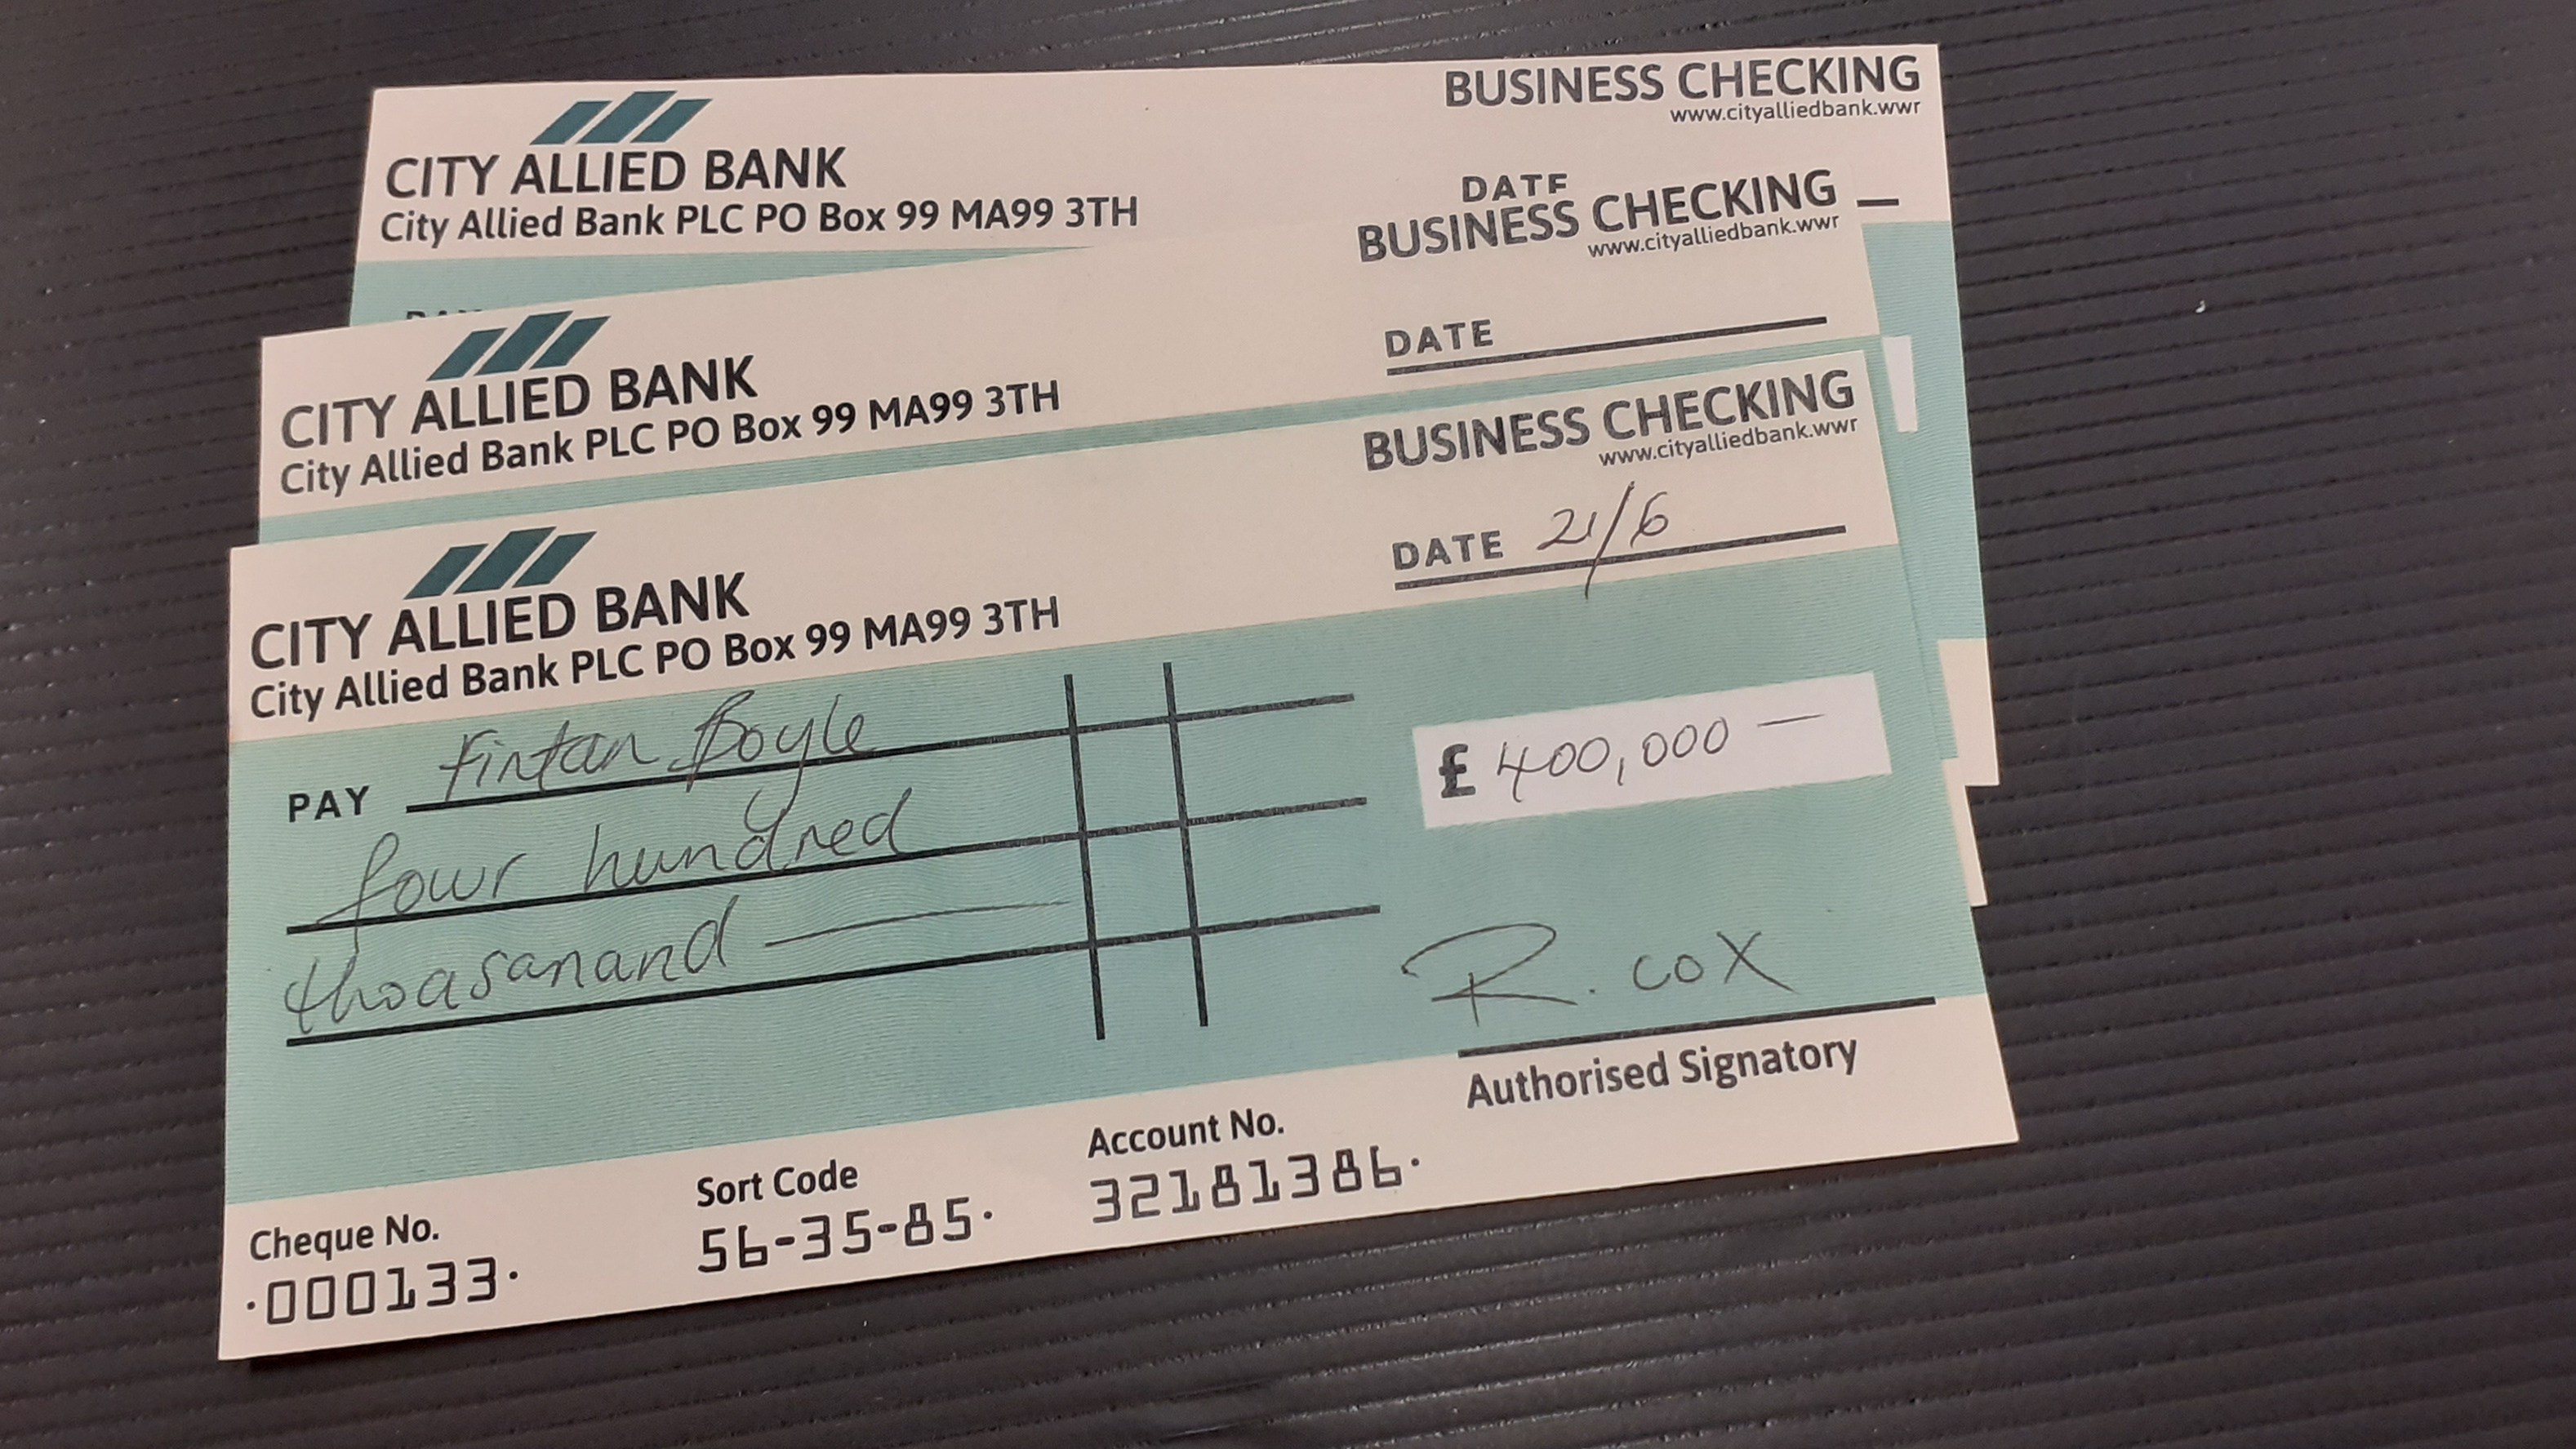 CITY ALLIED BANK
City Allied Bank PLC PO Box 99 MA99 3TH
BUSINESS CHECKING
www.cityalliedbank.wwr
DATE
CITY ALLIED BANK
City Allied Bank PLC PO Box 99 MA99 3TH
BUSINESS CHECKING
www.cityalliedbank.wwr
DATE
CITY ALLIED BANK
City Allied Bank PLC PO Box 99 MA99 3TH
BUSINESS CHECKING
www.cityalliedbank.wwr
DATE 21/6
PAY Fintan Boyle
four hundred
thoasanand
£ 400,000 —
R. cox
Authorised Signatory
Cheque No.
000133
Sort Code
56-35-85
Account No.
32181386